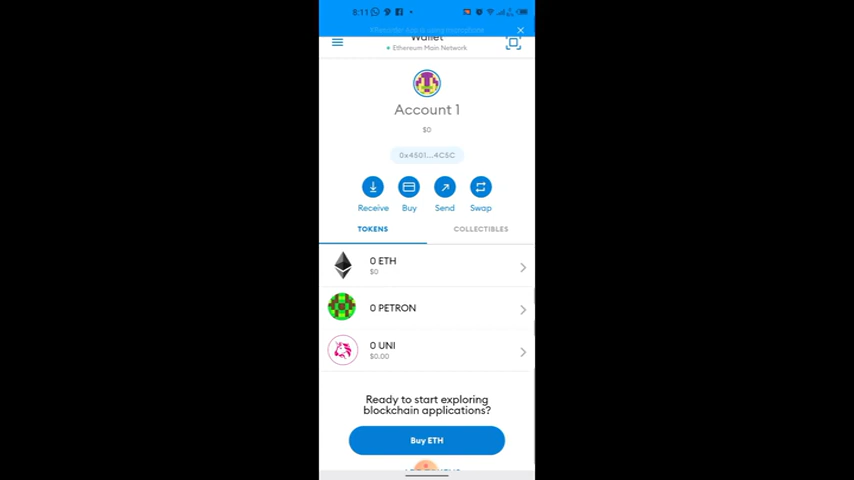 8:11
Wallet
Ethereum Main Network
Account 1
$0
0x4501...4C5C
Receive
Buy
Send
Swap
TOKENS
COLLECTIBLES
0 ETH
$0
0 PETRON
0 UNI
$0.00
Ready to start exploring
blockchain applications?
Buy ETH